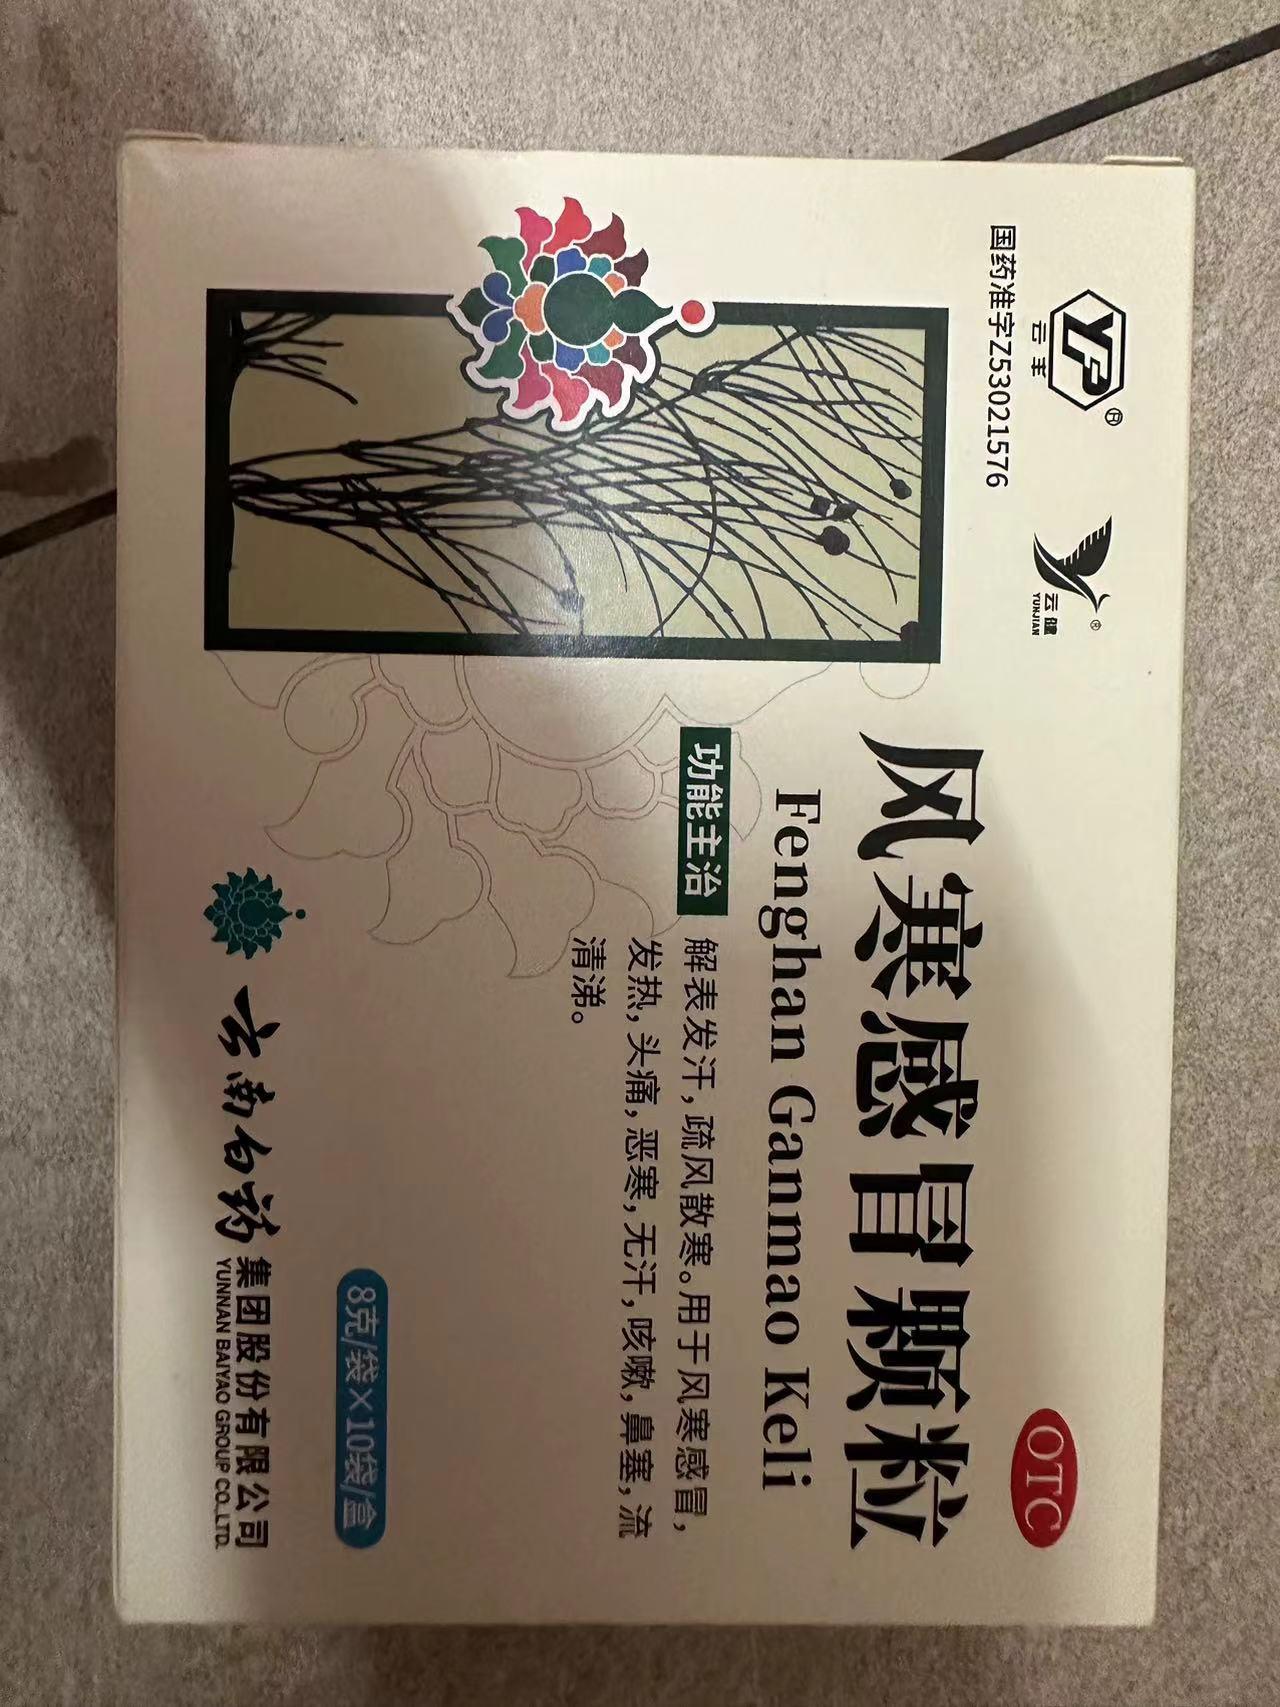 国药准字Z53021576
YF
云丰
®
云健
YUNJIAN
®
OTC
风寒感冒颗粒
Fenghan Ganmao Keli
功能主治
解表发汗，疏风散寒。用于风寒感冒，
发热，头痛，恶寒，无汗，咳嗽，鼻塞，流
清涕。
8克/袋×10袋/盒
云南白药 集团股份有限公司
YUNNAN BAIYAO GROUP CO.,LTD.